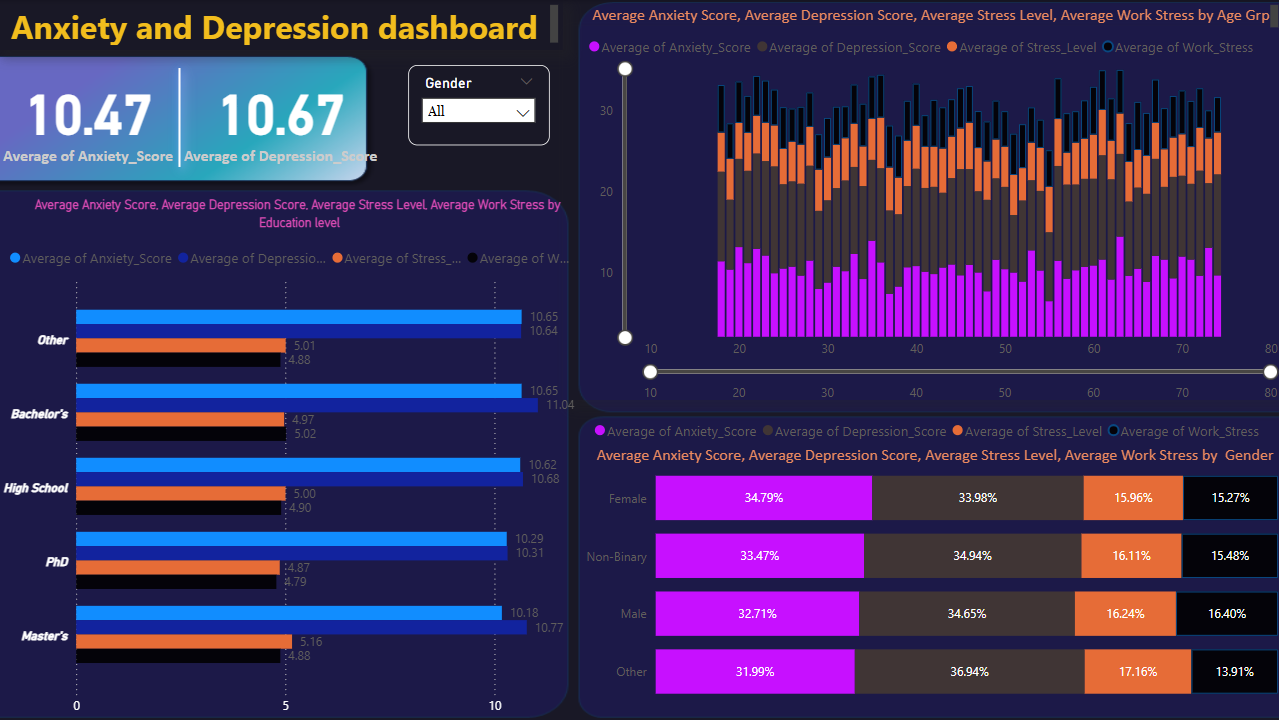 Anxiety and Depression dashboard
10.47
Average of Anxiety_Score
10.67
Average of Depression_Score
Gender
All
Average Anxiety Score, Average Depression Score, Average Stress Level, Average Work Stress by Age Grp
Average of Anxiety_Score Average of Depression_Score Average of Stress_Level Average of Work_Stress
30
20
10
10 20 30 40 50 60 70 80
10 20 30 40 50 60 70 80
Average Anxiety Score, Average Depression Score, Average Stress Level, Average Work Stress by
Education level
Average of Anxiety_Score Average of Depressio... Average of Stress_... Average of W...
Other
10.65
10.64
5.01
4.88
Bachelor's
10.65
11.04
4.97
5.02
High School
10.62
10.68
5.00
4.90
PhD
10.29
10.31
4.87
4.79
Master's
10.18
10.77
5.16
4.88
0 5 10
Average of Anxiety_Score Average of Depression_Score Average of Stress_Level Average of Work_Stress
Average Anxiety Score, Average Depression Score, Average Stress Level, Average Work Stress by Gender
Female 34.79% 33.98% 15.96% 15.27%
Non-Binary 33.47% 34.94% 16.11% 15.48%
Male 32.71% 34.65% 16.24% 16.40%
Other 31.99% 36.94% 17.16% 13.91%